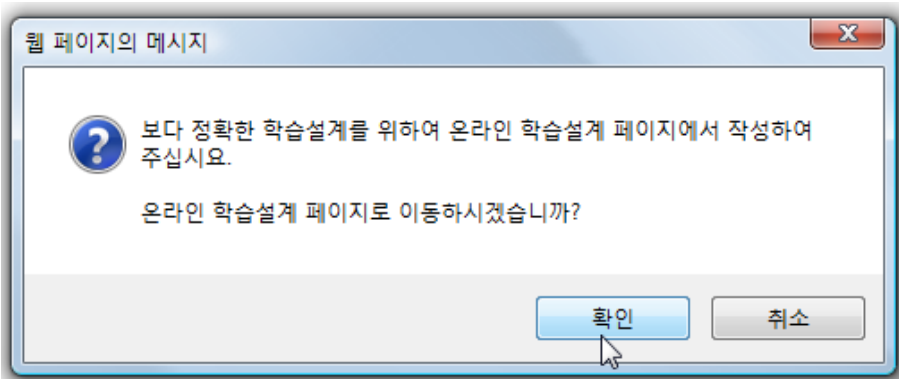 웹 페이지의 메시지
보다 정확한 학습설계를 위하여 온라인 학습설계 페이지에서 작성하여
주십시요.
온라인 학습설계 페이지로 이동하시겠습니까?
확인
취소